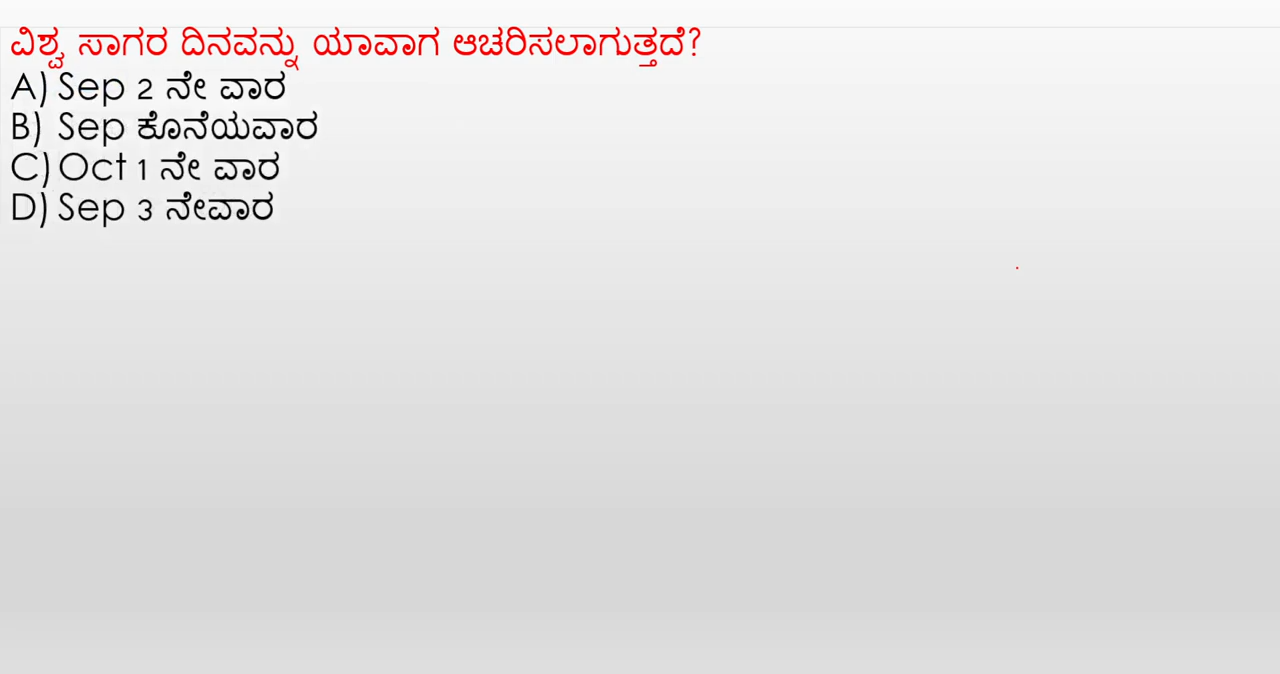 ವಿಶ್ವ ಸಾಗರ ದಿನವನ್ನು ಯಾವಾಗ ಆಚರಿಸಲಾಗುತ್ತದೆ?
A) Sep 2 ನೇ ವಾರ
B) Sep ಕೊನೆಯವಾರ
C) Oct 1 ನೇ ವಾರ
D) Sep 3 ನೇವಾರ